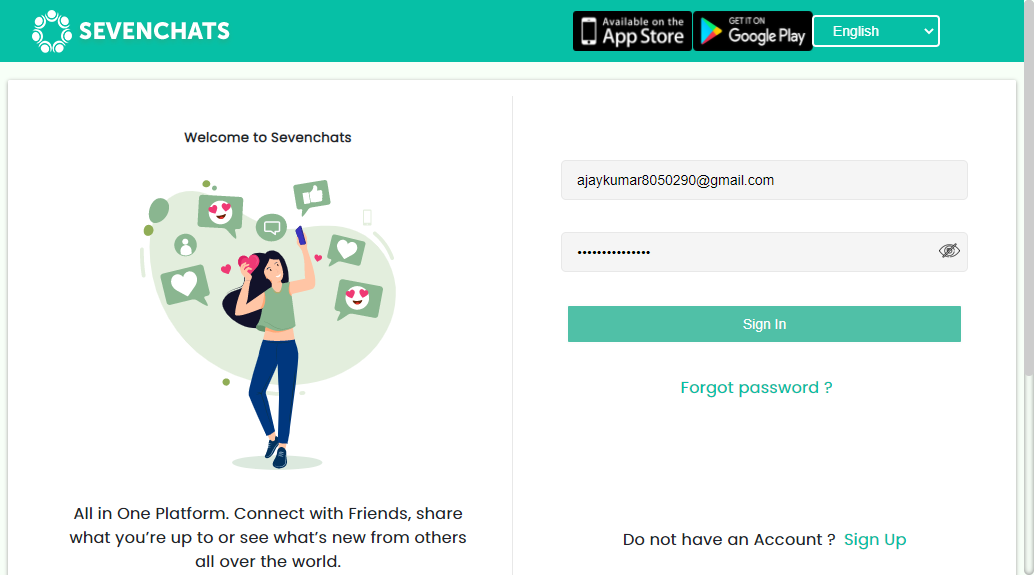 SEVENCHATS
Available on the
App Store
GET IT ON
Google Play
English
Welcome to Sevenchats
All in One Platform. Connect with Friends, share
what you're up to or see what's new from others
all over the world.
ajaykumar8050290@gmail.com
•••••••••••••••
Sign In
Forgot password ?
Do not have an Account ? Sign Up